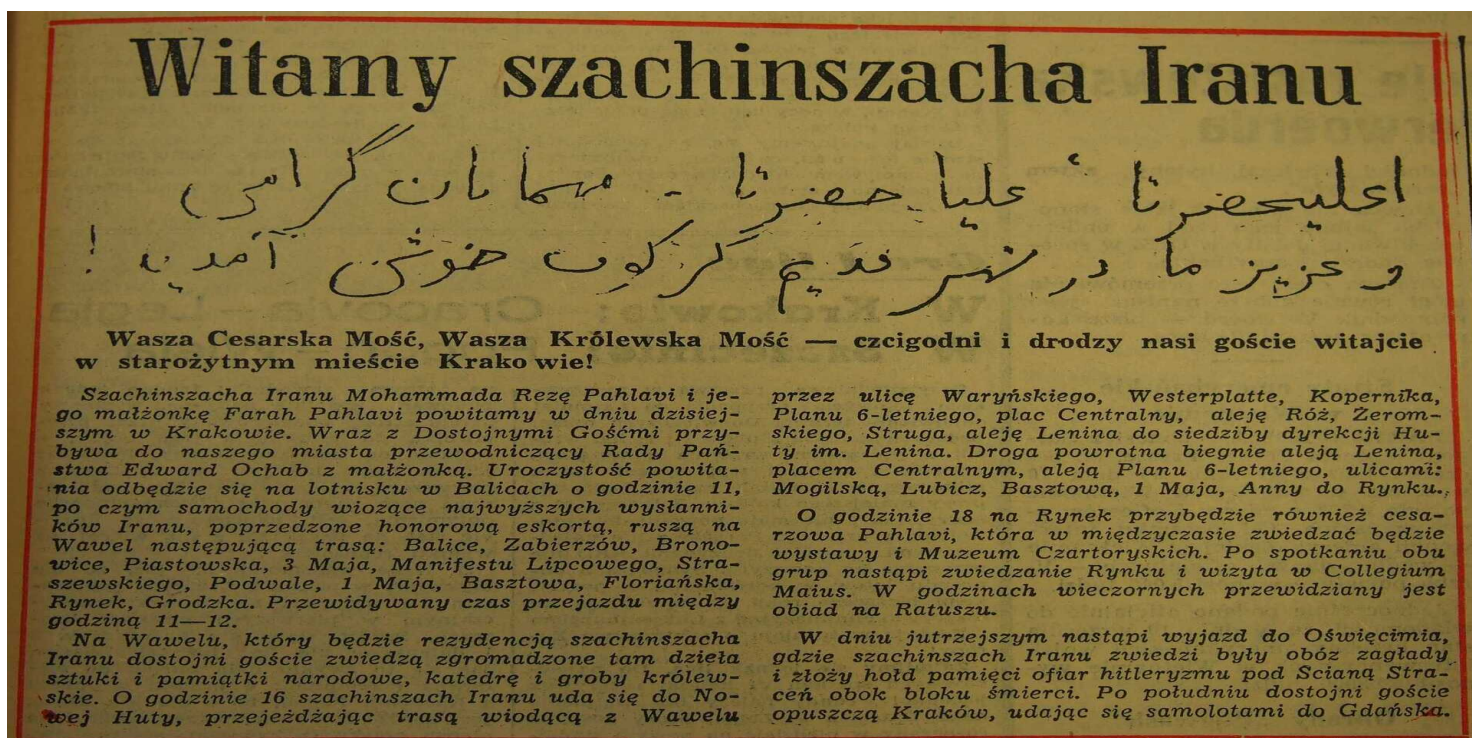 Witamy szachinszacha Iranu
اعلیحضرتا علیا حضرتا - مهمانان گرامی
و عزیز ما در شهر قدیم کرکوف خوش آمدید !
Wasza Cesarska Mość, Wasza Królewska Mość — czcigodni i drodzy nasi goście witajcie
w starożytnym mieście Krako wie!
Szachinszacha Iranu Mohammada Rezę Pahlavi i je-
go małżonkę Farah Pahlavi powitamy w dniu dzisiej-
szym w Krakowie. Wraz z Dostojnymi Gośćmi przy-
bywa do naszego miasta przewodniczący Rady Pań-
stwa Edward Ochab z małżonką. Uroczystość powita-
nia odbędzie się na lotnisku w Balicach o godzinie 11,
po czym samochody wiozące najwyższych wysłanni-
ków Iranu, poprzedzone honorową eskortą, ruszą na
Wawel następującą trasą: Balice, Zabierzów, Brono-
wice, Piastowska, 3 Maja, Manifestu Lipcowego, Stra-
szewskiego, Podwale, 1 Maja, Basztowa, Floriańska,
Rynek, Grodzka. Przewidywany czas przejazdu między
godziną 11—12.
Na Wawelu, który będzie rezydencją szachinszacha
Iranu dostojni goście zwiedzą zgromadzone tam dzieła
sztuki i pamiątki narodowe, katedrę i groby królew-
skie. O godzinie 16 szachinszach Iranu uda się do No-
wej Huty, przejeżdżając trasą wiodącą z Wawelu
przez ulicę Waryńskiego, Westerplatte, Kopernika,
Planu 6-letniego, plac Centralny, aleję Róż, Żerom-
skiego, Struga, aleję Lenina do siedziby dyrekcji Hu-
ty im. Lenina. Droga powrotna biegnie aleją Lenina,
placem Centralnym, aleją Planu 6-letniego, ulicami:
Mogilską, Lubicz, Basztową, 1 Maja, Anny do Rynku.
O godzinie 18 na Rynek przybędzie również cesa-
rzowa Pahlavi, która w międzyczasie zwiedzać będzie
wystawy i Muzeum Czartoryskich. Po spotkaniu obu
grup nastąpi zwiedzanie Rynku i wizyta w Collegium
Maius. W godzinach wieczornych przewidziany jest
obiad na Ratuszu.
W dniu jutrzejszym nastąpi wyjazd do Oświęcimia,
gdzie szachinszach Iranu zwiedzi były obóz zagłady
i złoży hołd pamięci ofiar hitleryzmu pod Scianą Stra-
ceń obok bloku śmierci. Po południu dostojni goście
opuszczą Kraków, udając się samolotami do Gdańska.